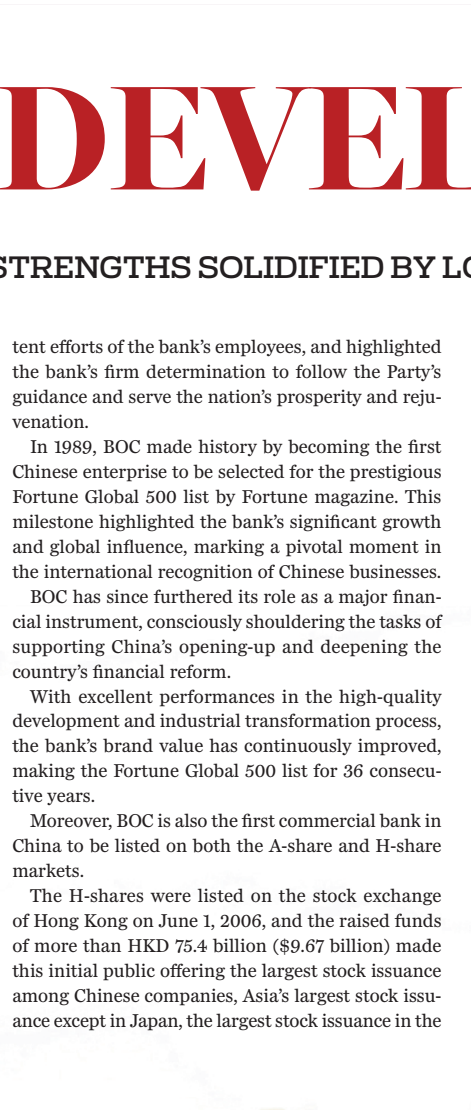 DEVEL
STRENGTHS SOLIDIFIED BY LO
tent efforts of the bank's employees, and highlighted
the bank's firm determination to follow the Party's
guidance and serve the nation's prosperity and reju-
venation.
In 1989, BOC made history by becoming the first
Chinese enterprise to be selected for the prestigious
Fortune Global 500 list by Fortune magazine. This
milestone highlighted the bank's significant growth
and global influence, marking a pivotal moment in
the international recognition of Chinese businesses.
BOC has since furthered its role as a major finan-
cial instrument, consciously shouldering the tasks of
supporting China's opening-up and deepening the
country's financial reform.
With excellent performances in the high-quality
development and industrial transformation process,
the bank's brand value has continuously improved,
making the Fortune Global 500 list for 36 consecu-
tive years.
Moreover, BOC is also the first commercial bank in
China to be listed on both the A-share and H-share
markets.
The H-shares were listed on the stock exchange
of Hong Kong on June 1, 2006, and the raised funds
of more than HKD 75.4 billion ($9.67 billion) made
this initial public offering the largest stock issuance
among Chinese companies, Asia's largest stock issu-
ance except in Japan, the largest stock issuance in the